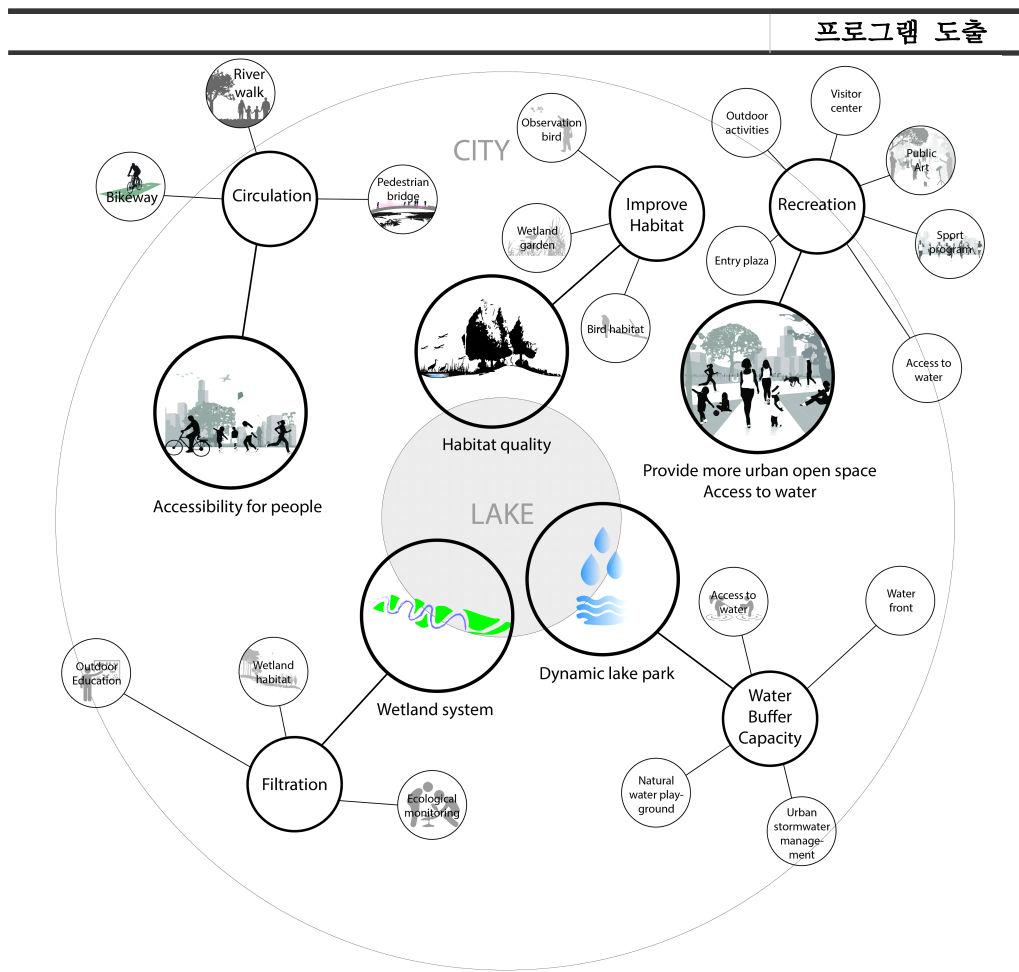 프로그램 도출
River
walk
CITY
Observation
bird
Outdoor
activities
Visitor
center
Public
Art
Bikeway
Circulation
Pedestrian
bridge
Improve
Habitat
Recreation
Wetland
garden
Sport
program
Entry plaza
Bird habitat
Access to
water
Habitat quality
Provide more urban open space
Access to water
Accessibility for people
LAKE
Access to
water
Water
front
Outdoor
Education
Wetland
habitat
Dynamic lake park
Wetland system
Water
Buffer
Capacity
Filtration
Ecological
monitoring
Natural
water play-
ground
Urban
stormwater
manage-
ment